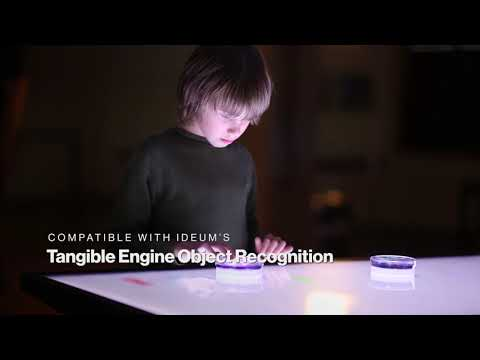 COMPATIBLE WITH IDEUM'S
Tangible Engine Object Recognition